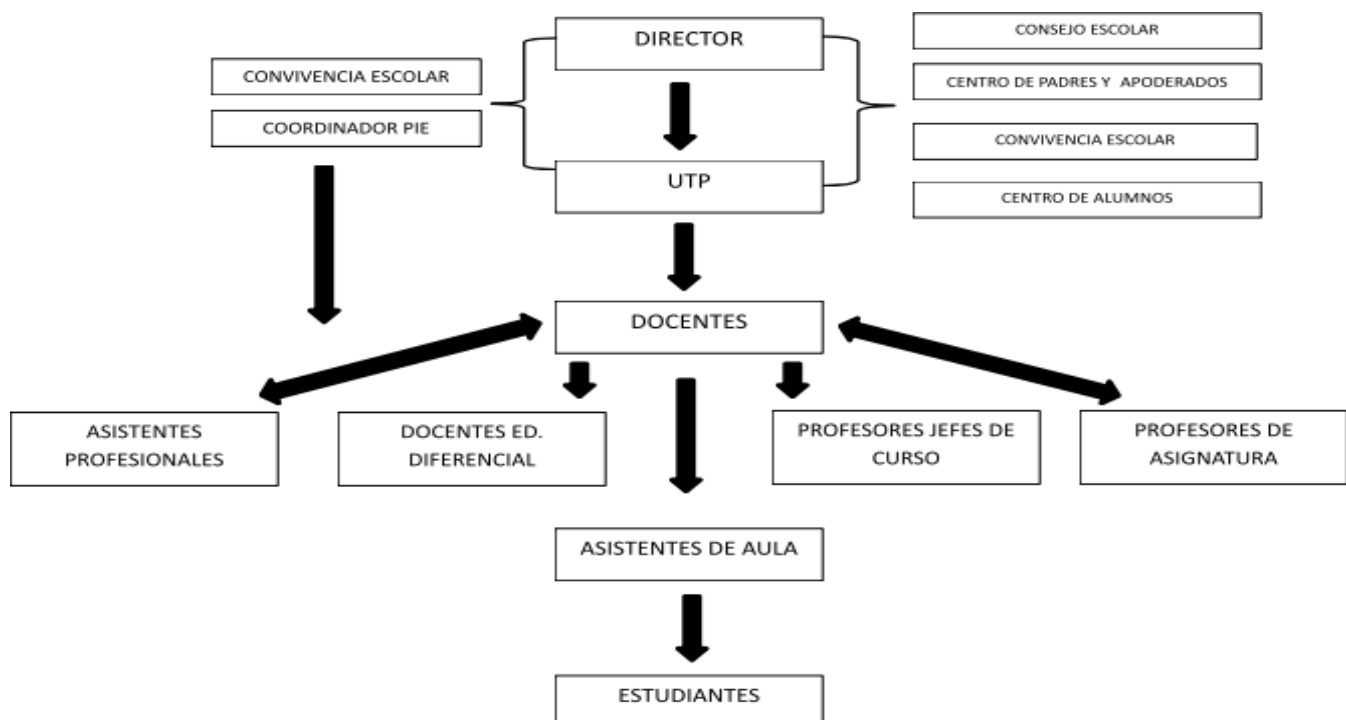 DIRECTOR
CONSEJO ESCOLAR
CONVIVENCIA ESCOLAR
CENTRO DE PADRES Y APODERADOS
COORDINADOR PIE
CONVIVENCIA ESCOLAR
UTP
CENTRO DE ALUMNOS
DOCENTES
ASISTENTES
PROFESIONALES
DOCENTES ED.
DIFERENCIAL
PROFESORES JEFES DE
CURSO
PROFESORES DE
ASIGNATURA
ASISTENTES DE AULA
ESTUDIANTES